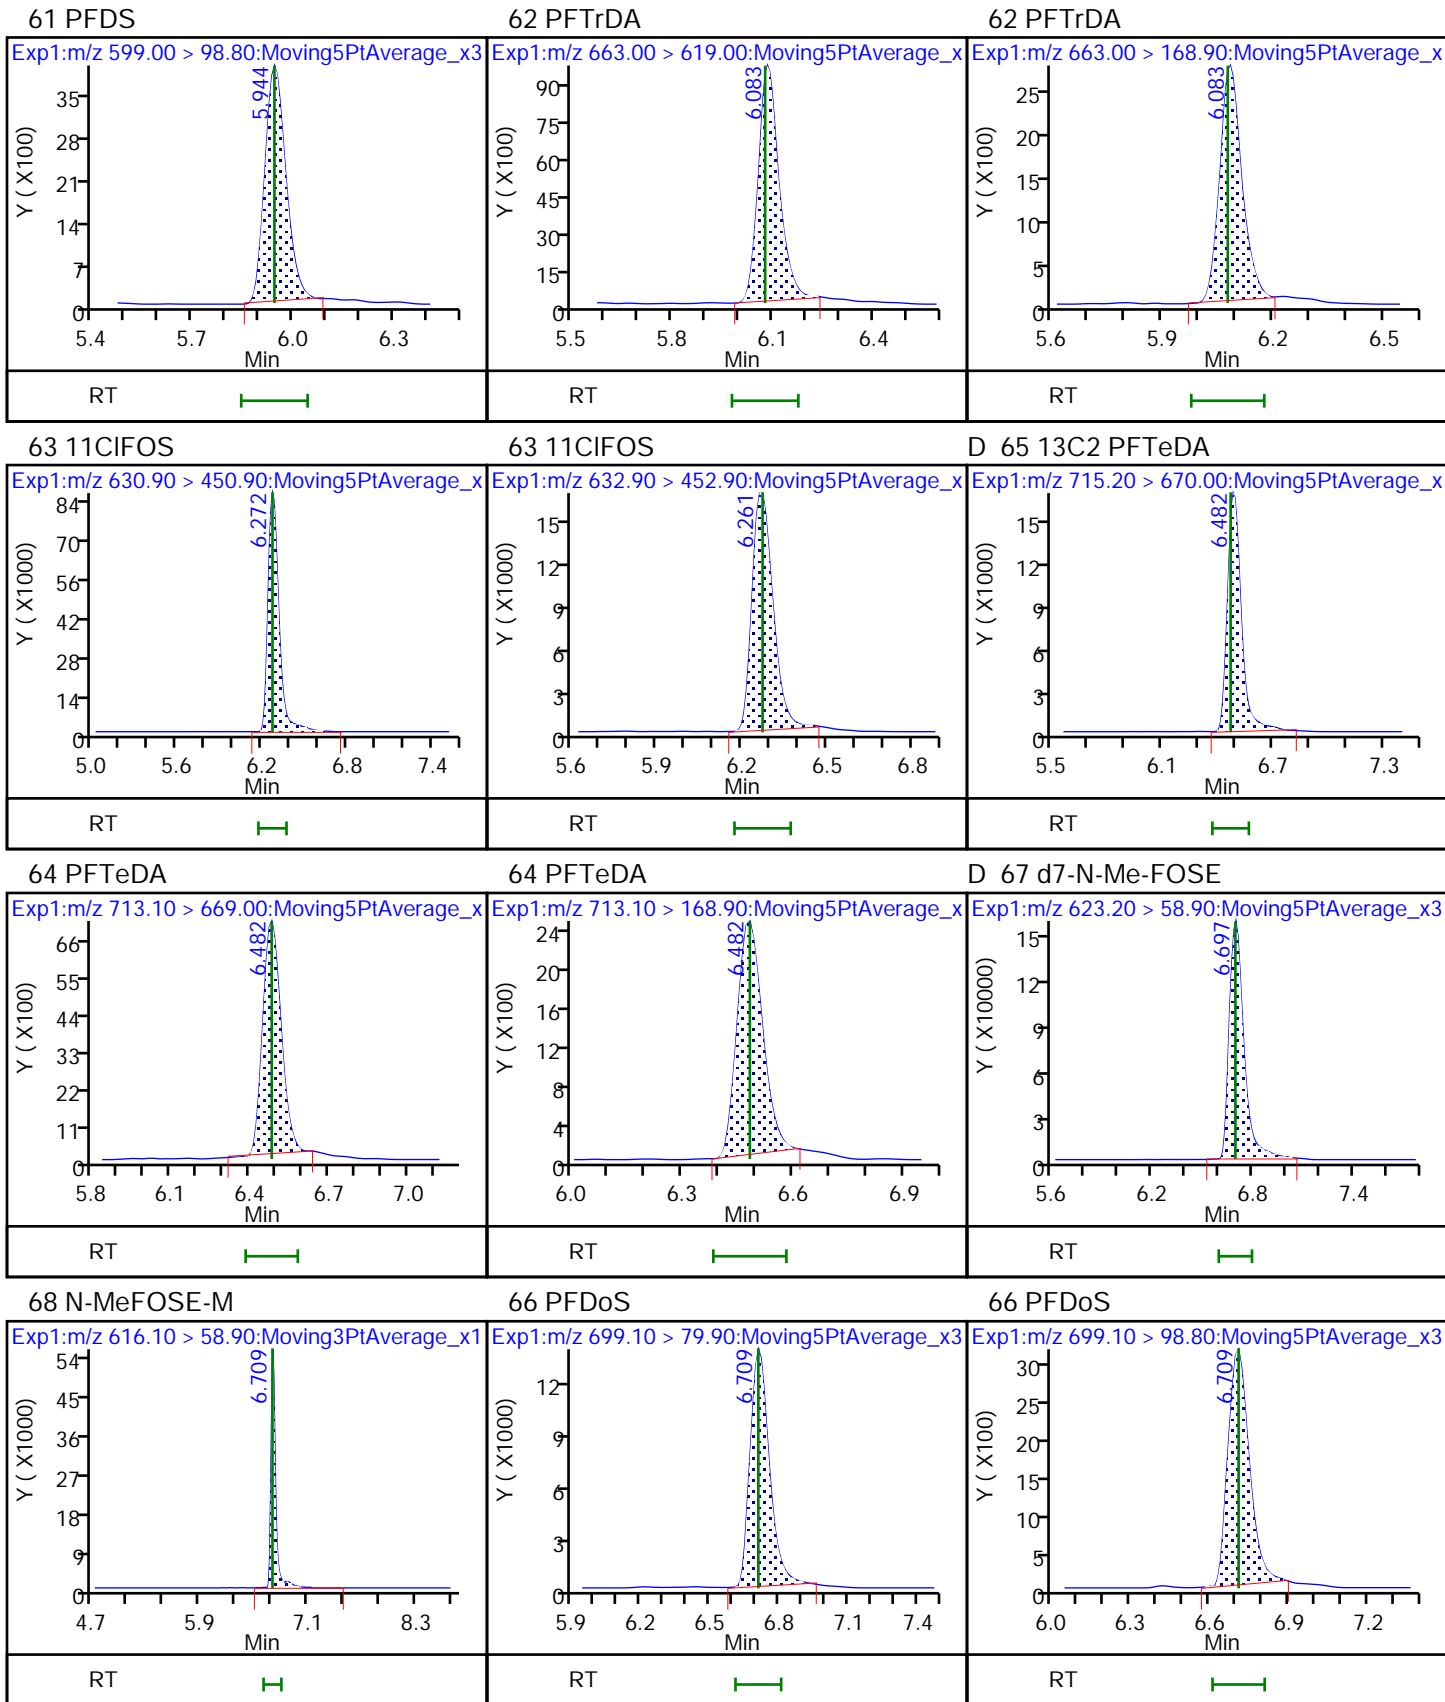 61 PFDS
Exp1:m/z 599.00 > 98.80:Moving5PtAverage_x3
5.944
Y ( X100)
35
28
21
14
7
0
5.4 5.7 6.0 6.3
Min
RT
62 PFTrDA
Exp1:m/z 663.00 > 619.00:Moving5PtAverage_x
6.083
Y ( X100)
90
75
60
45
30
15
0
5.5 5.8 6.1 6.4
Min
RT
62 PFTrDA
Exp1:m/z 663.00 > 168.90:Moving5PtAverage_x
6.083
Y ( X100)
25
20
15
10
5
0
5.6 5.9 6.2 6.5
Min
RT
63 11ClFOS
Exp1:m/z 630.90 > 450.90:Moving5PtAverage_x
6.272
Y ( X1000)
84
70
56
42
28
14
0
5.0 5.6 6.2 6.8 7.4
Min
RT
63 11ClFOS
Exp1:m/z 632.90 > 452.90:Moving5PtAverage_x
6.261
Y ( X1000)
15
12
9
6
3
0
5.6 5.9 6.2 6.5 6.8
Min
RT
D 65 13C2 PFTeDA
Exp1:m/z 715.20 > 670.00:Moving5PtAverage_x
6.482
Y ( X1000)
15
12
9
6
3
0
5.5 6.1 6.7 7.3
Min
RT
64 PFTeDA
Exp1:m/z 713.10 > 669.00:Moving5PtAverage_x
6.482
Y ( X100)
66
55
44
33
22
11
0
5.8 6.1 6.4 6.7 7.0
Min
RT
64 PFTeDA
Exp1:m/z 713.10 > 168.90:Moving5PtAverage_x
6.482
Y ( X100)
24
20
16
12
8
4
0
6.0 6.3 6.6 6.9
Min
RT
D 67 d7-N-Me-FOSE
Exp1:m/z 623.20 > 58.90:Moving5PtAverage_x3
6.697
Y ( X10000)
15
12
9
6
3
0
5.6 6.2 6.8 7.4
Min
RT
68 N-MeFOSE-M
Exp1:m/z 616.10 > 58.90:Moving3PtAverage_x1
6.709
Y ( X1000)
54
45
36
27
18
9
0
4.7 5.9 7.1 8.3
Min
RT
66 PFDoS
Exp1:m/z 699.10 > 79.90:Moving5PtAverage_x3
6.709
Y ( X1000)
12
9
6
3
0
5.9 6.2 6.5 6.8 7.1 7.4
Min
RT
66 PFDoS
Exp1:m/z 699.10 > 98.80:Moving5PtAverage_x3
6.709
Y ( X100)
30
25
20
15
10
5
0
6.0 6.3 6.6 6.9 7.2
Min
RT